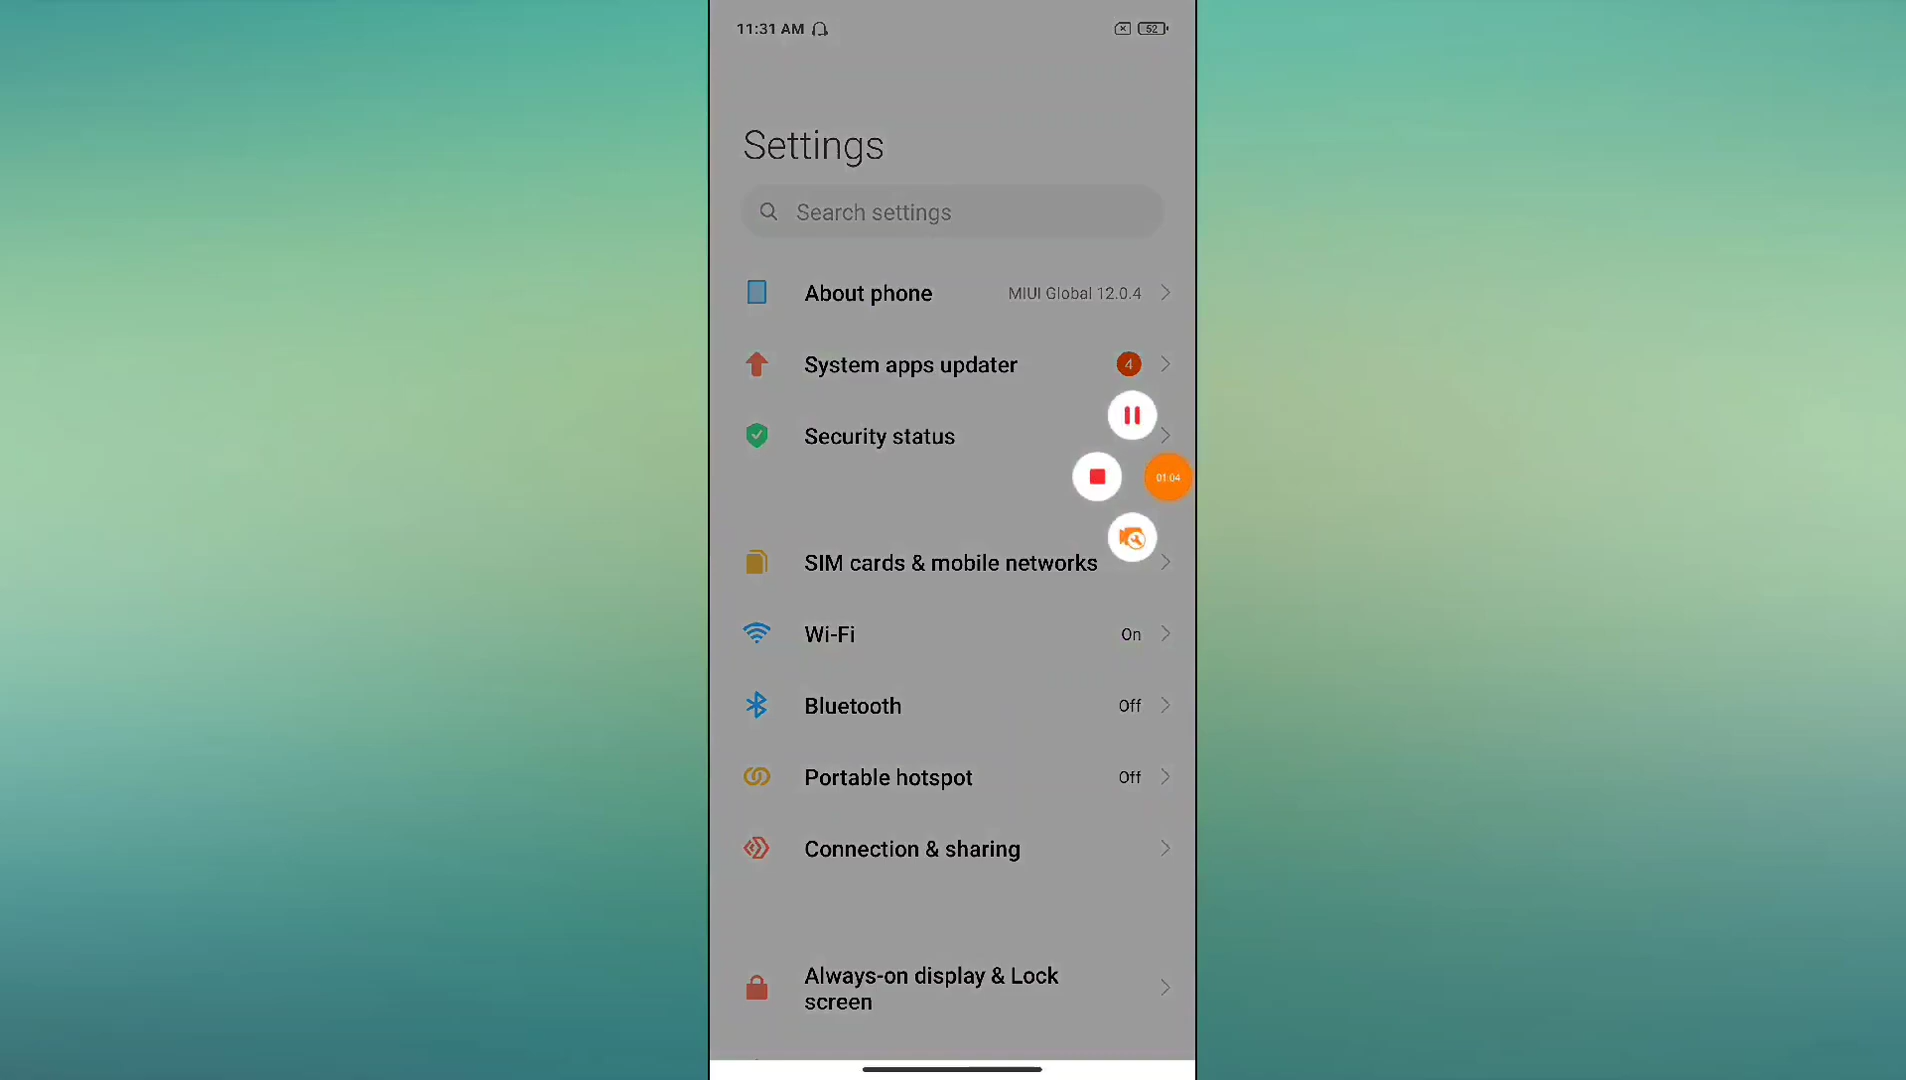 11:31 AM 52
Settings
Search settings
About phone MIUI Global 12.0.4
System apps updater 4
Security status
01:04
SIM cards & mobile networks
Wi-Fi On
Bluetooth Off
Portable hotspot Off
Connection & sharing
Always-on display & Lock
screen